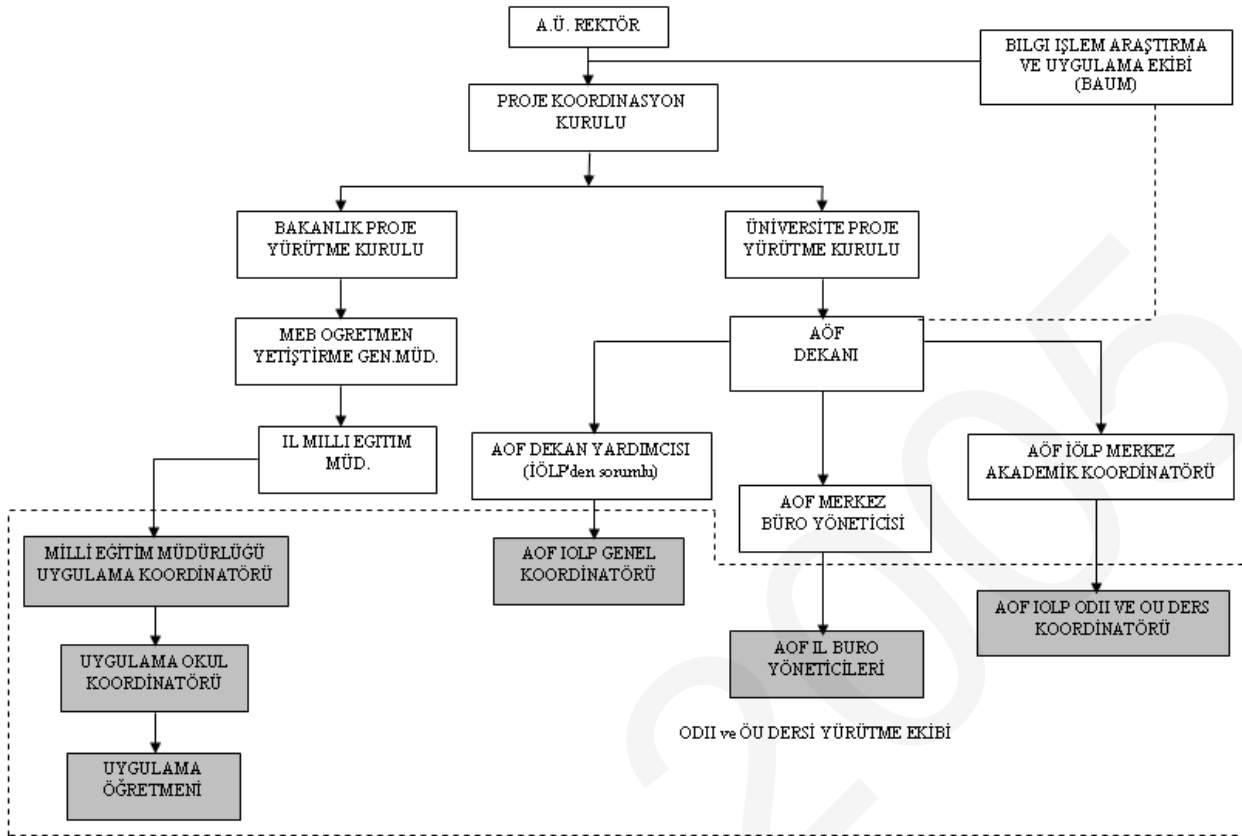 A.Ü. REKTÖR
BILGI IŞLEM ARAŞTIRMA
VE UYGULAMA EKİBİ
(BAUM)
PROJE KOORDINASYON
KURULU
BAKANLIK PROJE
YÜRÜTME KURULU
ÜNİVERSİTE PROJE
YÜRÜTME KURULU
MEB OGRETMEN
YETİŞTİRME GEN.MÜD.
AÖF
DEKANI
IL MILLI EGITIM
MÜD.
AOF DEKAN YARDIMCISI
(İÖLP'den sorumlu)
AÖF İÖLP MERKEZ
AKADEMİK KOORDİNATÖRÜ
AOF MERKEZ
BÜRO YÖNETİCİSİ
MİLLİ EĞİTİM MÜDÜRLÜĞÜ
UYGULAMA KOORDİNATÖRÜ
AOF IOLP GENEL
KOORDİNATÖRÜ
AOF IOLP ODII VE OU DERS
KOORDİNATÖRÜ
UYGULAMA OKUL
KOORDİNATÖRÜ
AOF IL BURO
YÖNETİCİLERİ
ODII ve ÖU DERSİ YÜRÜTME EKİBİ
UYGULAMA
ÖĞRETMENİ
2005